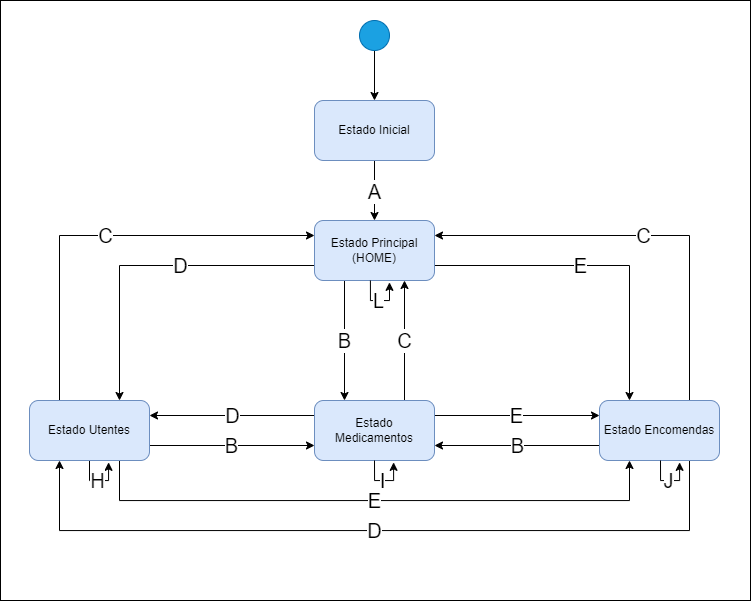 Estado Inicial
A
C
Estado Principal
(HOME)
C
D
E
L
B
C
Estado Utentes
D
B
Estado
Medicamentos
E
B
Estado Encomendas
H
I
J
E
D